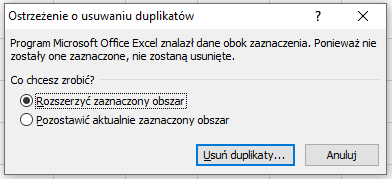 Ostrzeżenie o usuwaniu duplikatów
Program Microsoft Office Excel znalazł dane obok zaznaczenia. Ponieważ nie
zostały one zaznaczone, nie zostaną usunięte.
Co chcesz zrobić?
Rozszerzyć zaznaczony obszar
Pozostawić aktualnie zaznaczony obszar
Usuń duplikaty...
Anuluj